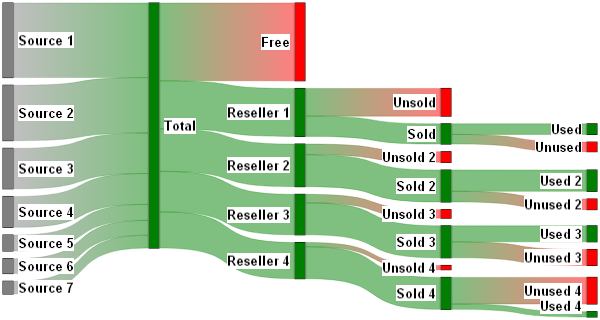 Source 1
Source 2
Source 3
Source 4
Source 5
Source 6
Source 7
Total
Free
Reseller 1
Reseller 2
Reseller 3
Reseller 4
Unsold
Sold
Unsold 2
Sold 2
Unsold 3
Sold 3
Unsold 4
Sold 4
Used
Unused
Used 2
Unused 2
Used 3
Unused 3
Unused 4
Used 4